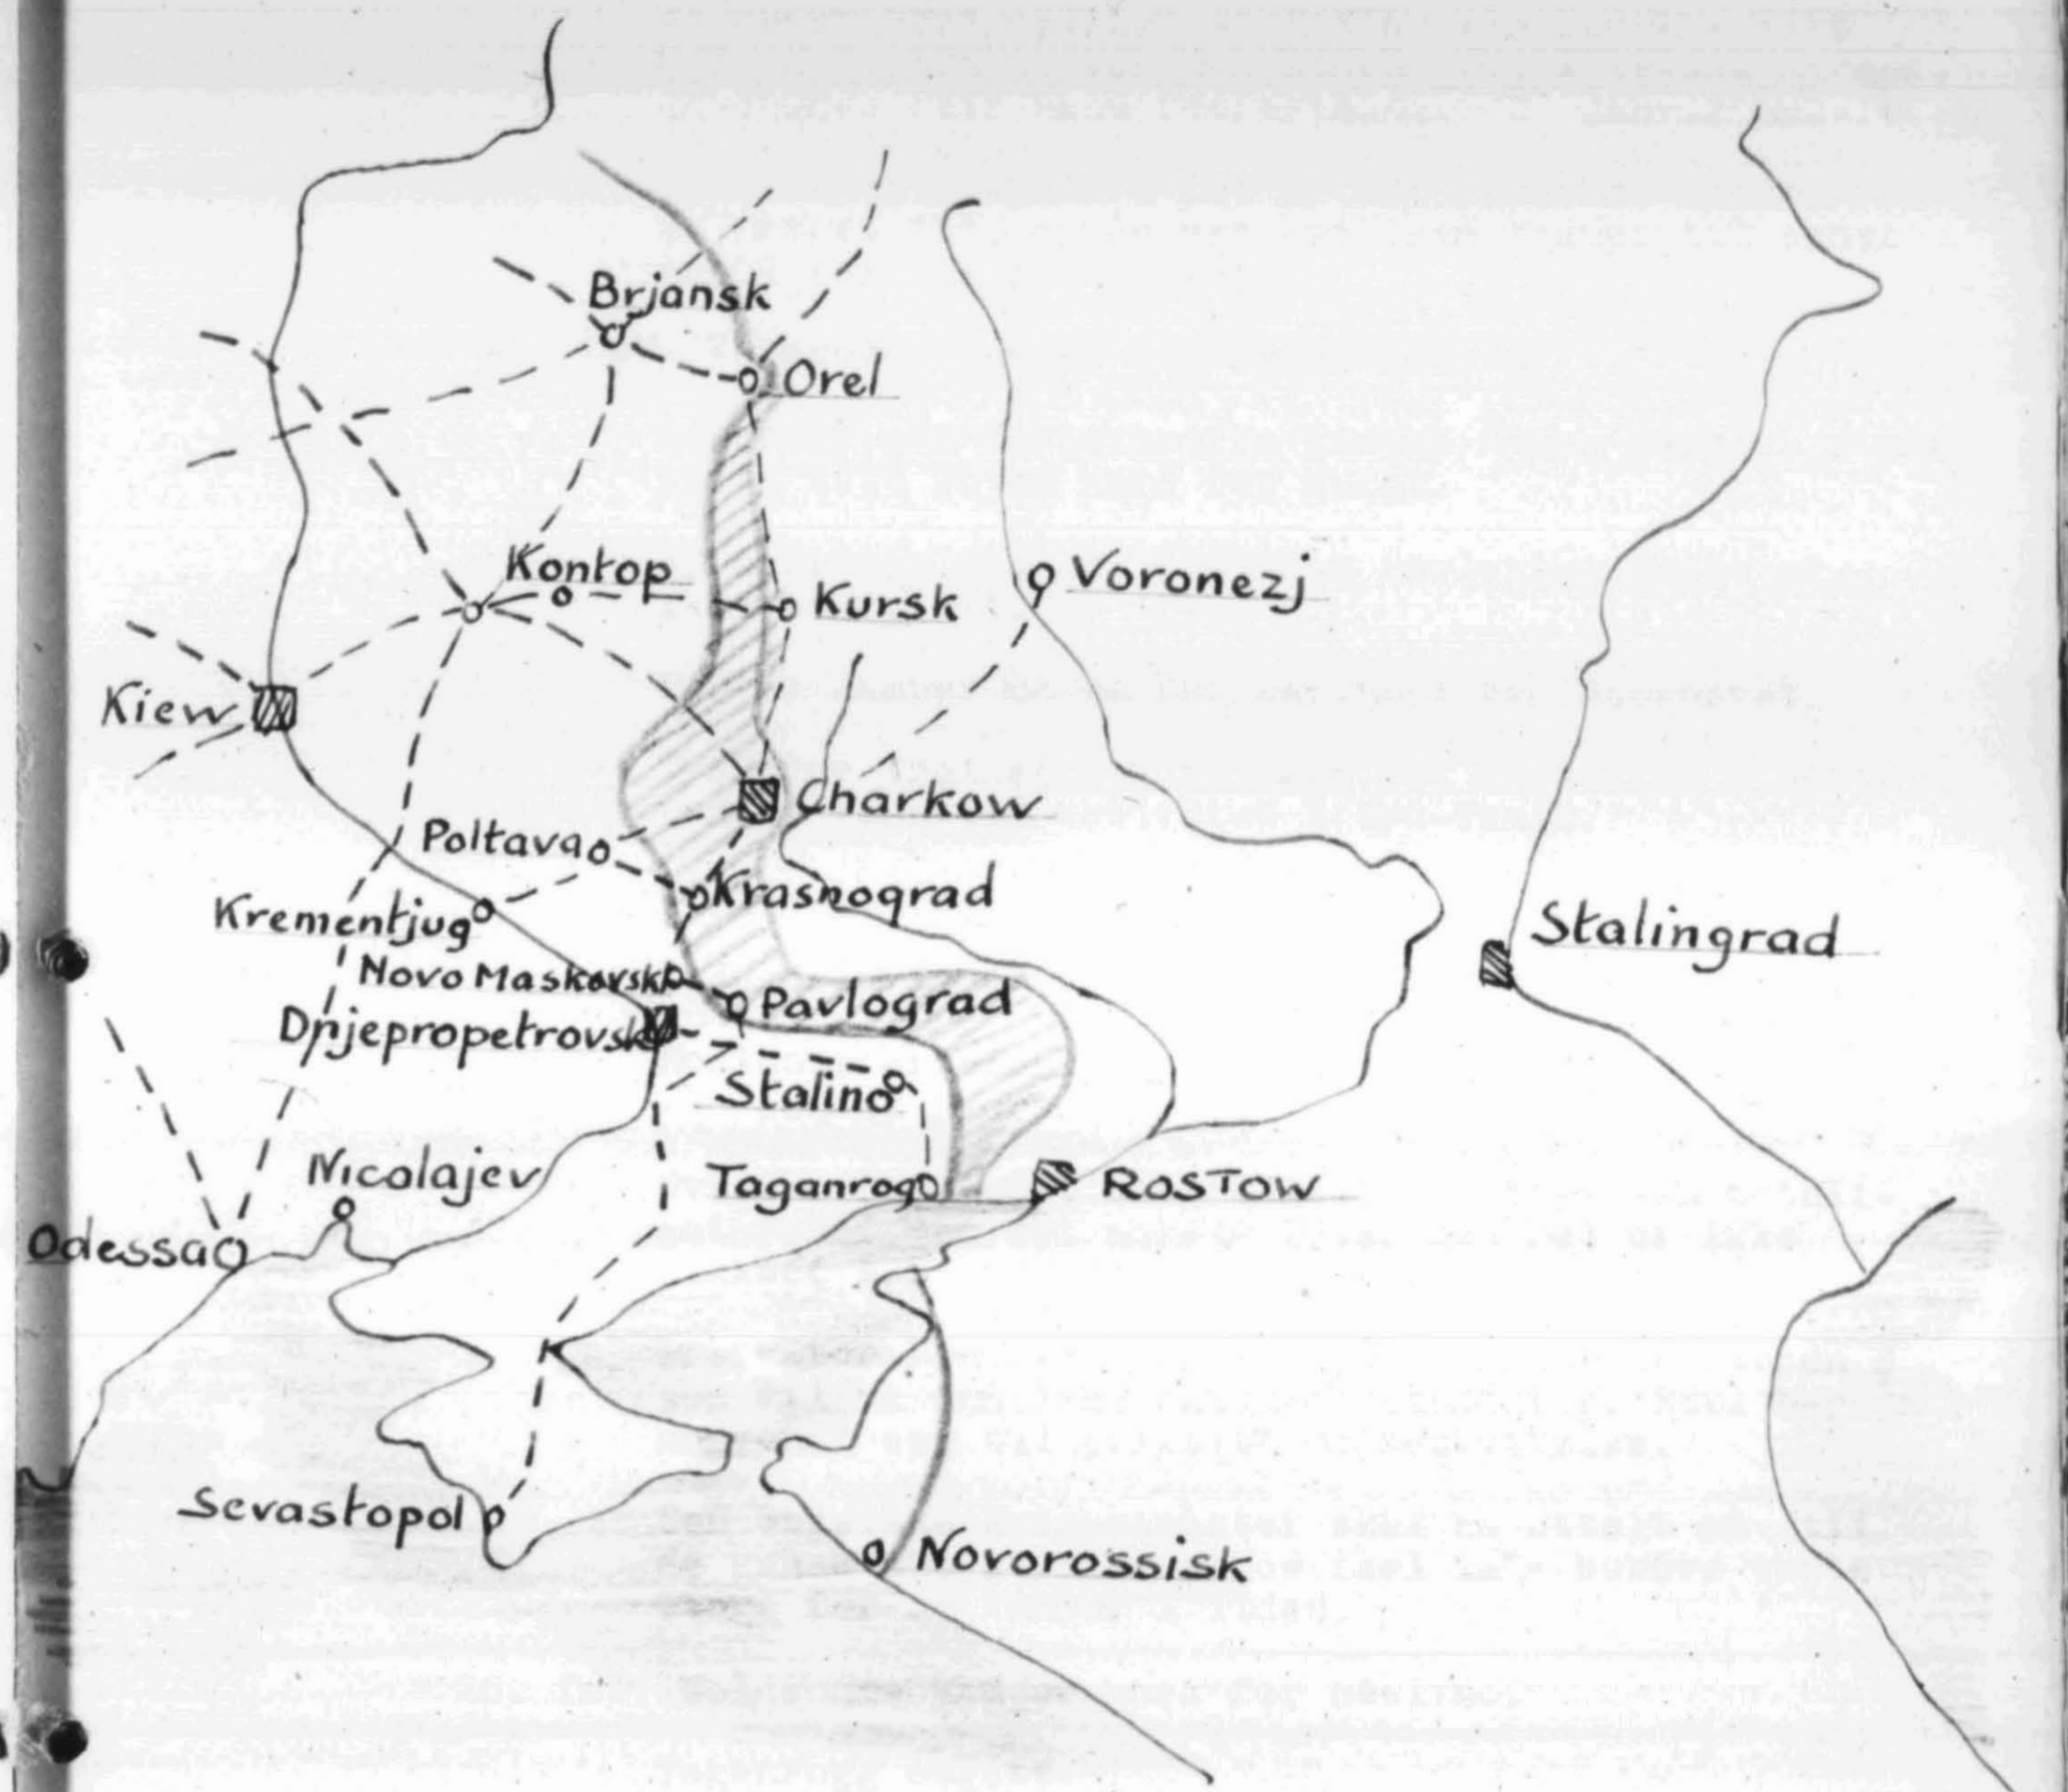 Brjansk
Orel
Kontop
Kursk
Voronezj
Kiew
Charkow
Poltava
Krasnograd
Krementjug
Stalingrad
Novo Maskovsk
Pavlograd
Dnjepropetrovsk
Stalino
Nicolajev
Taganrog
ROSTOW
Odessa
Sevastopol
Novorossisk